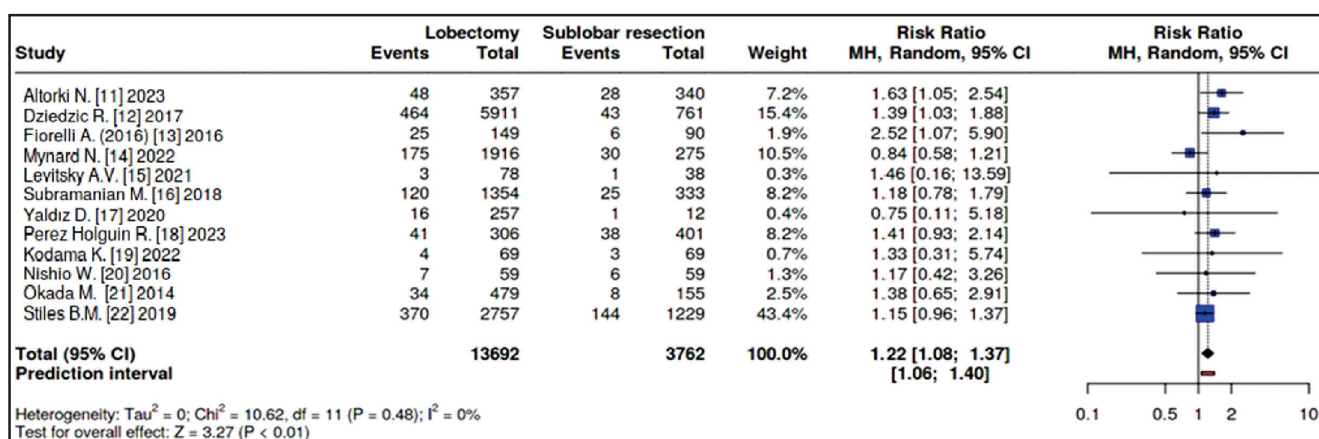 Lobectomy Sublobar resection Risk Ratio Risk Ratio
Study Events Total Events Total Weight MH, Random, 95% CI MH, Random, 95% CI
Altorki N. [11] 2023 48 357 28 340 7.2% 1.63 [1.05; 2.54]
Dziedzic R. [12] 2017 464 5911 43 761 15.4% 1.39 [1.03; 1.88]
Fiorelli A. (2016) [13] 2016 25 149 6 90 1.9% 2.52 [1.07; 5.90]
Mynard N. [14] 2022 175 1916 30 275 10.5% 0.84 [0.58; 1.21]
Levitsky A.V. [15] 2021 3 78 1 38 0.3% 1.46 [0.16; 13.59]
Subramanian M. [16] 2018 120 1354 25 333 8.2% 1.18 [0.78; 1.79]
Yaldız D. [17] 2020 16 257 1 12 0.4% 0.75 [0.11; 5.18]
Perez Holguin R. [18] 2023 41 306 38 401 8.2% 1.41 [0.93; 2.14]
Kodama K. [19] 2022 4 69 3 69 0.7% 1.33 [0.31; 5.74]
Nishio W. [20] 2016 7 59 6 59 1.3% 1.17 [0.42; 3.26]
Okada M. [21] 2014 34 479 8 155 2.5% 1.38 [0.65; 2.91]
Stiles B.M. [22] 2019 370 2757 144 1229 43.4% 1.15 [0.96; 1.37]
Total (95% CI) 13692 3762 100.0% 1.22 [1.08; 1.37]
Prediction interval [1.06; 1.40]
Heterogeneity: Tau² = 0; Chi² = 10.62, df = 11 (P = 0.48); I² = 0%
Test for overall effect: Z = 3.27 (P < 0.01)
0.1 0.5 1 2 10